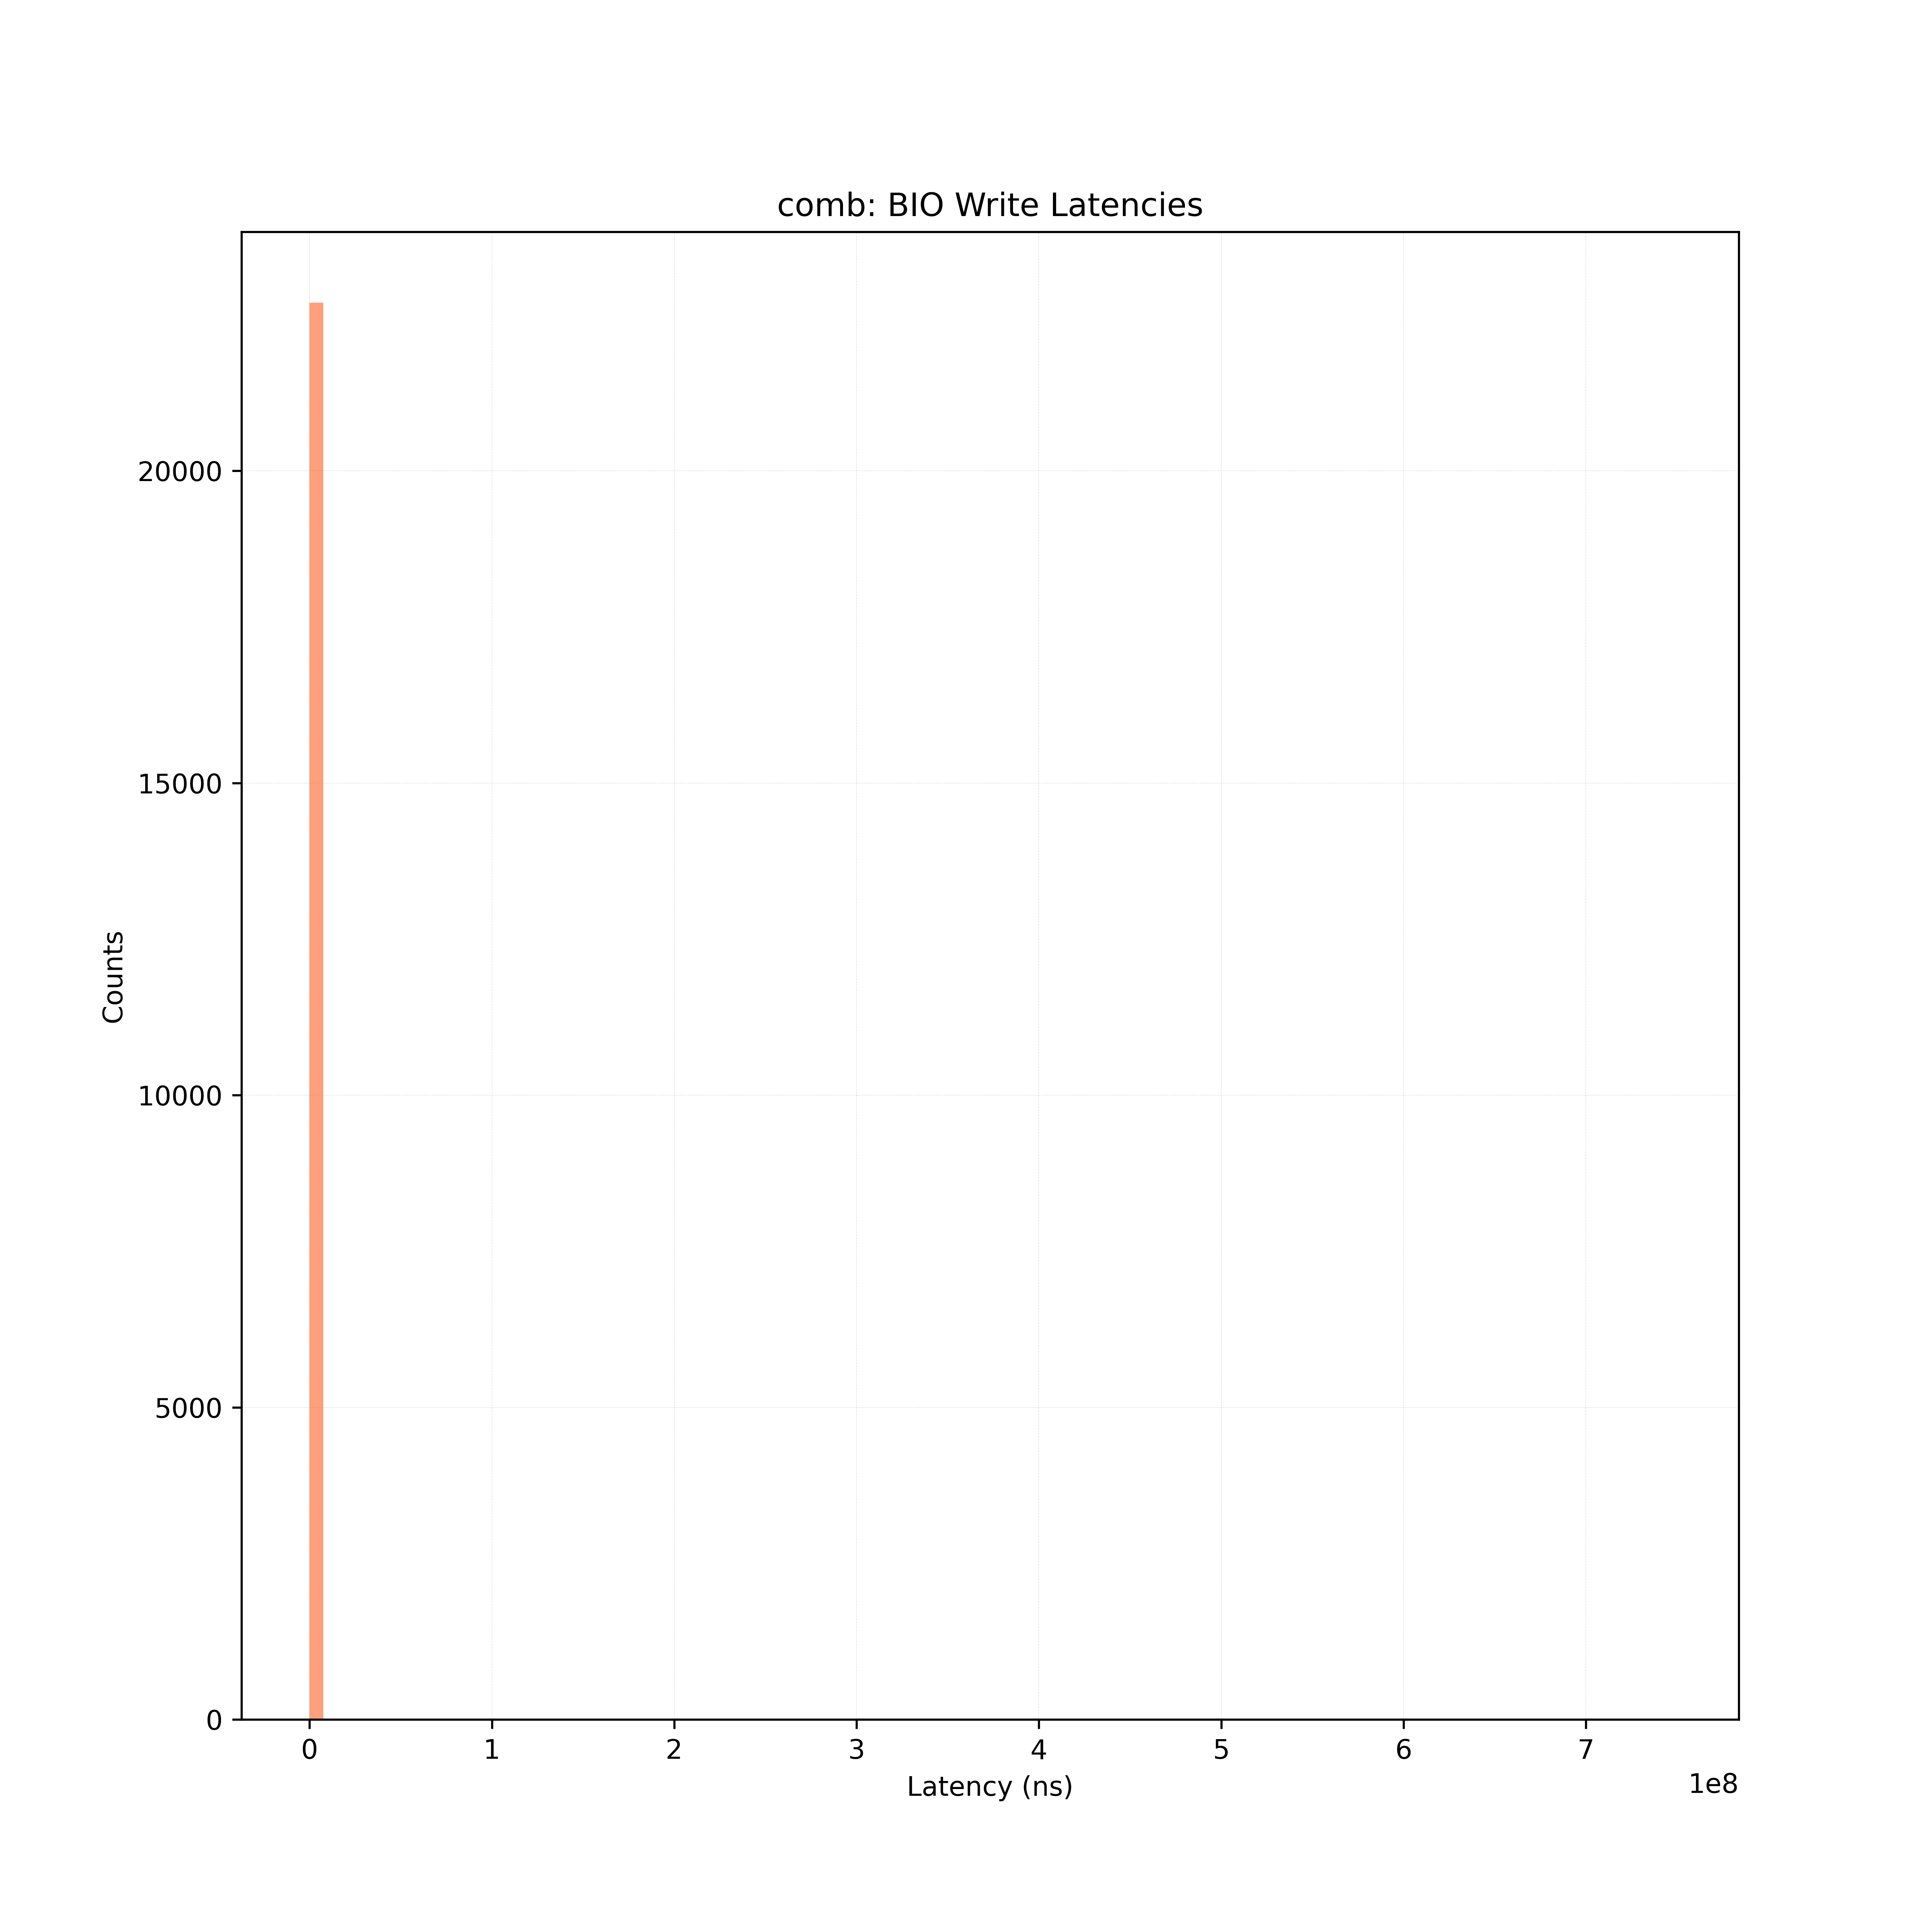 comb: BIO Write Latencies
20000
15000
10000
5000
0
Counts
0 1 2 3 4 5 6 7
Latency (ns)
1e8